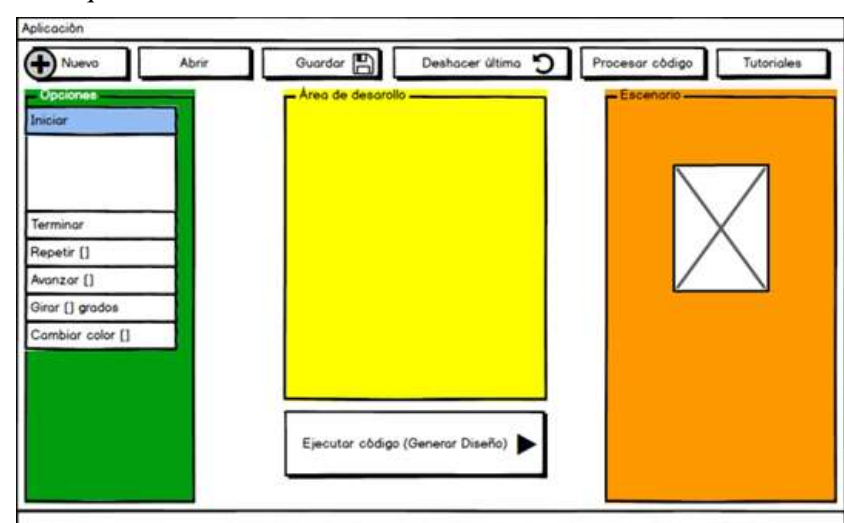 Aplicación
Nuevo
Abrir
Guardar
Deshacer última
Procesar código
Tutoriales
Opciones
Área de desarollo
Escenario
Iniciar
Terminar
Repetir []
Avanzar []
Girar [] grados
Cambiar color []
Ejecutar código (Generar Diseño)